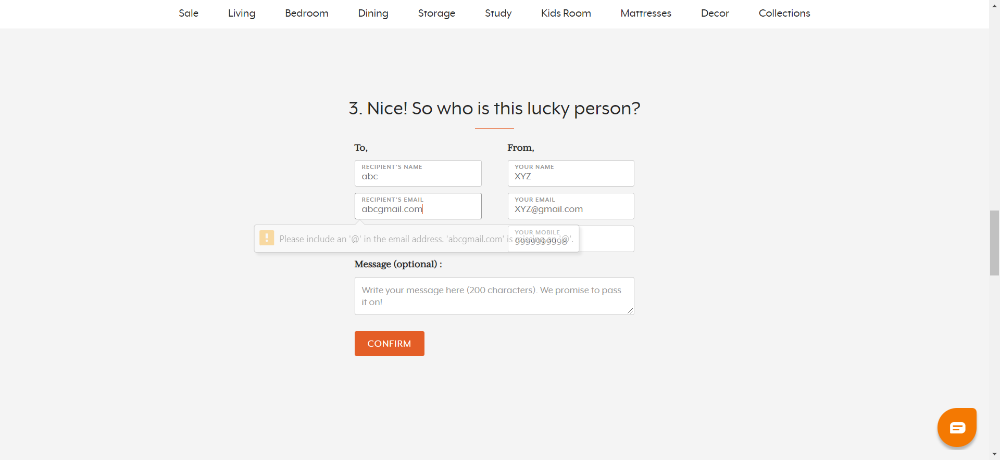 Sale Living Bedroom Dining Storage Study Kids Room Mattresses Decor Collections
3. Nice! So who is this lucky person?
To,
From,
RECIPIENT'S NAME
abc
YOUR NAME
XYZ
RECIPIENT'S EMAIL
abcgmail.com
YOUR EMAIL
XYZ@gmail.com
Please include an '@' in the email address. 'abcgmail.com' is missing an '@'.
YOUR MOBILE
9999999998
Message (optional) :
Write your message here (200 characters). We promise to pass
it on!
CONFIRM